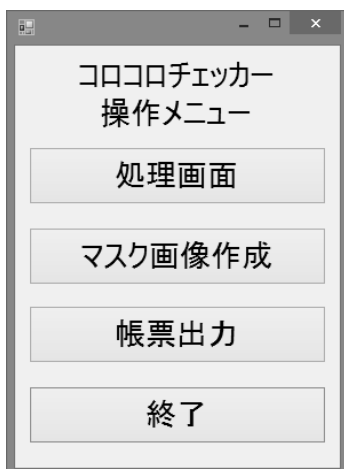 コロコロチェッカー
操作メニュー
処理画面
マスク画像作成
帳票出力
終了